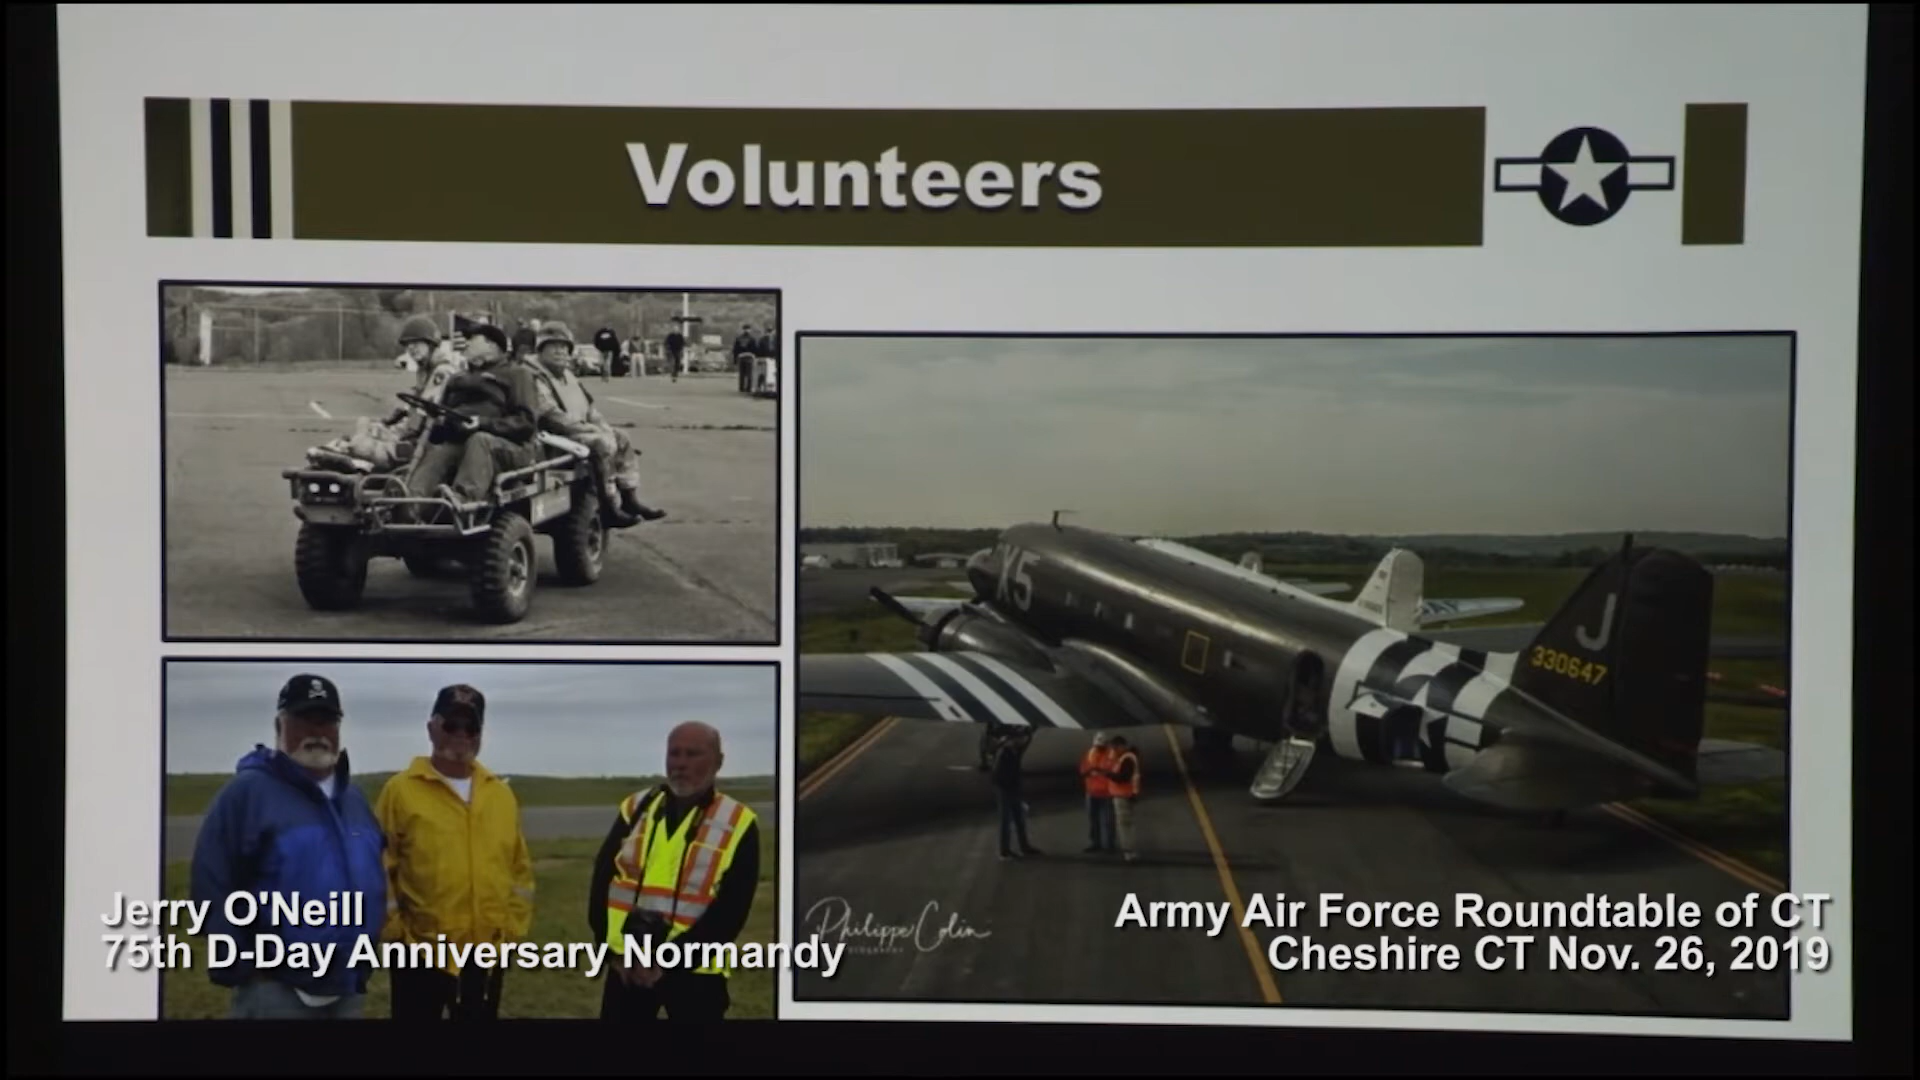 Volunteers
X5
J
330647
Philippe Colin
Jerry O'Neill
75th D-Day Anniversary Normandy
Army Air Force Roundtable of CT
Cheshire CT Nov. 26, 2019